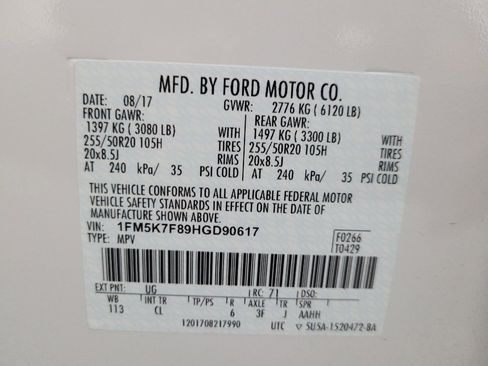 MFD. BY FORD MOTOR CO.
DATE: 08/17 GVWR: 2776 KG ( 6120 LB)
FRONT GAWR: REAR GAWR:
1397 KG ( 3080 LB) WITH 1497 KG ( 3300 LB) WITH
255/50R20 105H TIRES 255/50R20 105H TIRES
20x8.5J RIMS 20x8.5J RIMS
AT 240 kPa/ 35 PSI COLD AT 240 kPa/ 35 PSI COLD
THIS VEHICLE CONFORMS TO ALL APPLICABLE FEDERAL MOTOR
VEHICLE SAFETY STANDARDS IN EFFECT ON THE DATE OF
MANUFACTURE SHOWN ABOVE.
VIN: 1FM5K7F89HGD90617 F0266
TYPE: MPV T0429
EXT PNT: UG RC: 71 DSO:
WB INT TR TP/PS R AXLE TR SPR
113 CL 6 3F J AAHH
1201708217990 UTC ▽ 5U5A-1520472-BA